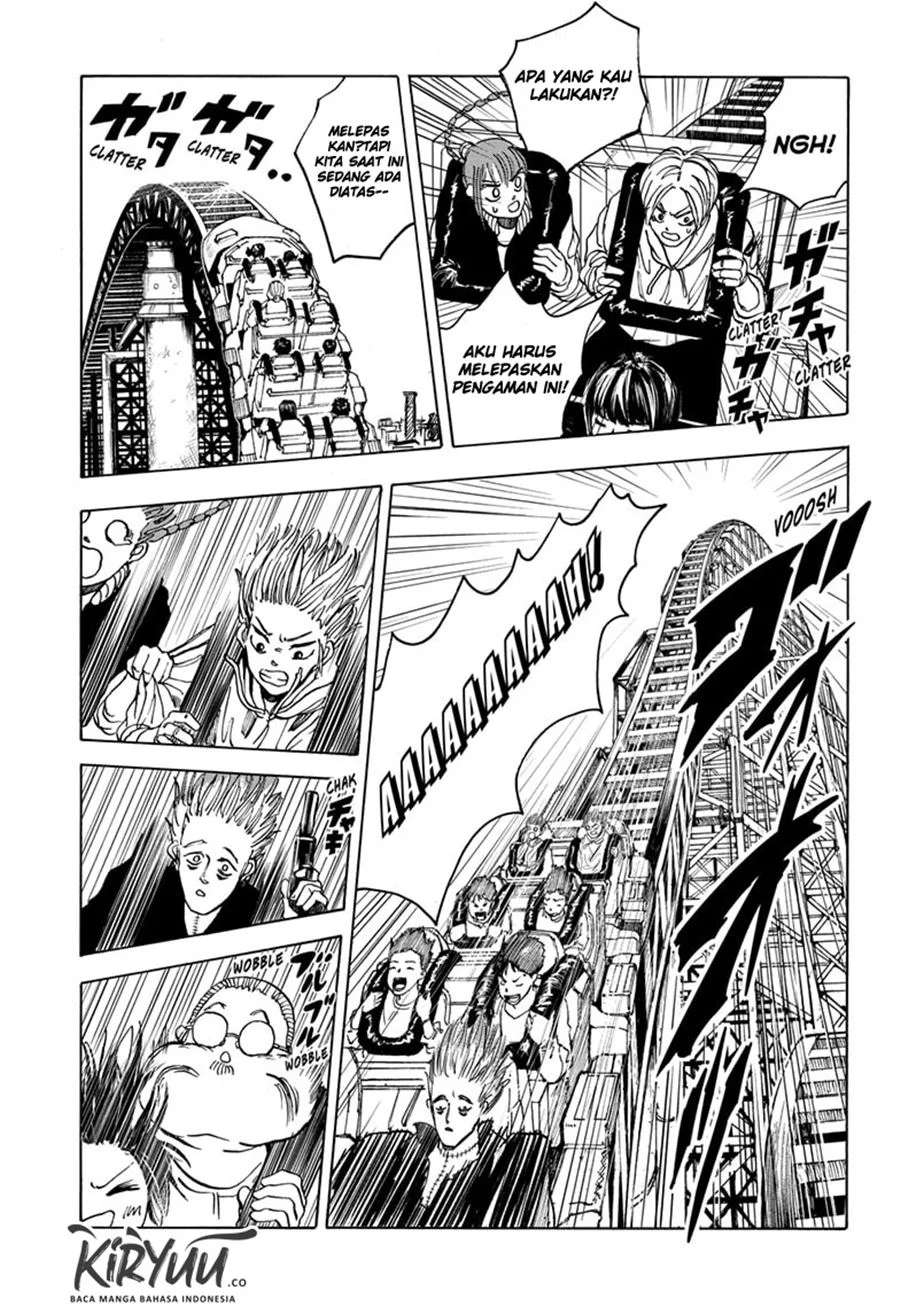 APA YANG KAU
LAKUKAN?!
NGH!
ガーチャ
CLATTER
ガチャ
CLATTER
AKU HARUS
MELEPASKAN
PENGAMAN INI!
MELEPAS
KAN?TAPI
KITA SAAT INI
SEDANG ADA
DIATAS--
ガタ
CLATTER
ガタ..
CLATTER
VOOOSH
ゴオオオ
AAAAAAAAAAH!
CHAK
チャキ
WOBBLE
ブルブル
WOBBLE
KIRYUU.CO
BACA MANGA BAHASA INDONESIA